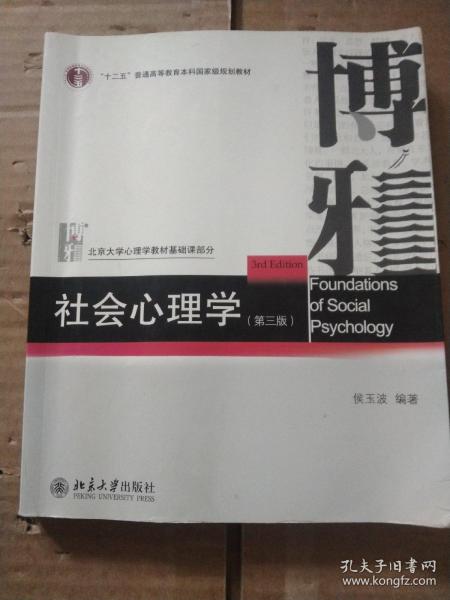 "十二五"普通高等教育本科国家级规划教材
博雅
博雅
北京大学心理学教材基础课部分
3rd Edition
社会心理学(第三版)
Foundations
of Social
Psychology
侯玉波 编著
北京大学出版社
PEKING UNIVERSITY PRESS
孔夫子旧书网
www.kongfz.com